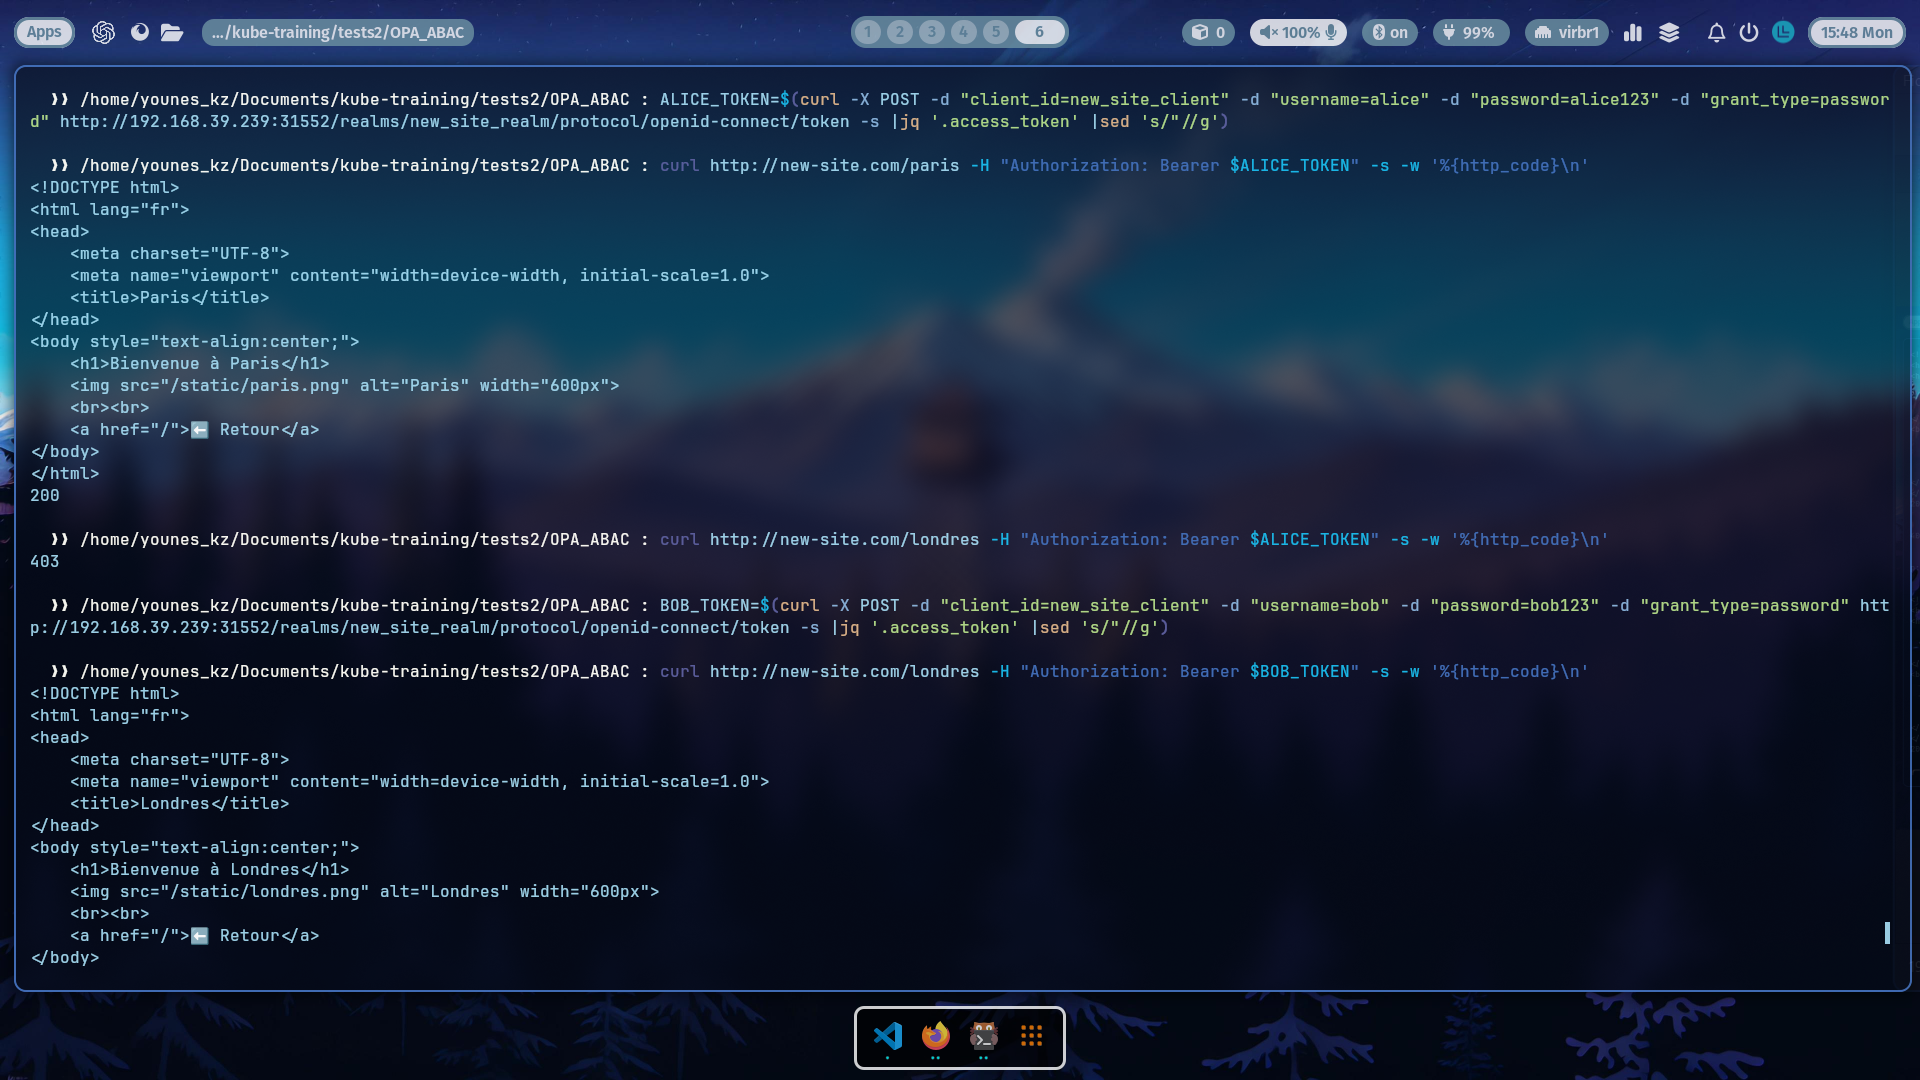 Apps .../kube-training/tests2/OPA_ABAC 1 2 3 4 5 6 0 100% on 99% virbr1 15:48 Mon
❯❯ /home/younes_kz/Documents/kube-training/tests2/OPA_ABAC : ALICE_TOKEN=$(curl -X POST -d "client_id=new_site_client" -d "username=alice" -d "password=alice123" -d "grant_type=passwor
d" http://192.168.39.239:31552/realms/new_site_realm/protocol/openid-connect/token -s |jq '.access_token' |sed 's/"//g')
❯❯ /home/younes_kz/Documents/kube-training/tests2/OPA_ABAC : curl http://new-site.com/paris -H "Authorization: Bearer $ALICE_TOKEN" -s -w '%{http_code}\n'
<!DOCTYPE html>
<html lang="fr">
<head>
    <meta charset="UTF-8">
    <meta name="viewport" content="width=device-width, initial-scale=1.0">
    <title>Paris</title>
</head>
<body style="text-align:center;">
    <h1>Bienvenue à Paris</h1>
    <img src="/static/paris.png" alt="Paris" width="600px">
    <br><br>
    <a href="/">⬅️ Retour</a>
</body>
</html>
200
❯❯ /home/younes_kz/Documents/kube-training/tests2/OPA_ABAC : curl http://new-site.com/londres -H "Authorization: Bearer $ALICE_TOKEN" -s -w '%{http_code}\n'
403
❯❯ /home/younes_kz/Documents/kube-training/tests2/OPA_ABAC : BOB_TOKEN=$(curl -X POST -d "client_id=new_site_client" -d "username=bob" -d "password=bob123" -d "grant_type=password" htt
p://192.168.39.239:31552/realms/new_site_realm/protocol/openid-connect/token -s |jq '.access_token' |sed 's/"//g')
❯❯ /home/younes_kz/Documents/kube-training/tests2/OPA_ABAC : curl http://new-site.com/londres -H "Authorization: Bearer $BOB_TOKEN" -s -w '%{http_code}\n'
<!DOCTYPE html>
<html lang="fr">
<head>
    <meta charset="UTF-8">
    <meta name="viewport" content="width=device-width, initial-scale=1.0">
    <title>Londres</title>
</head>
<body style="text-align:center;">
    <h1>Bienvenue à Londres</h1>
    <img src="/static/londres.png" alt="Londres" width="600px">
    <br><br>
    <a href="/">⬅️ Retour</a>
</body>